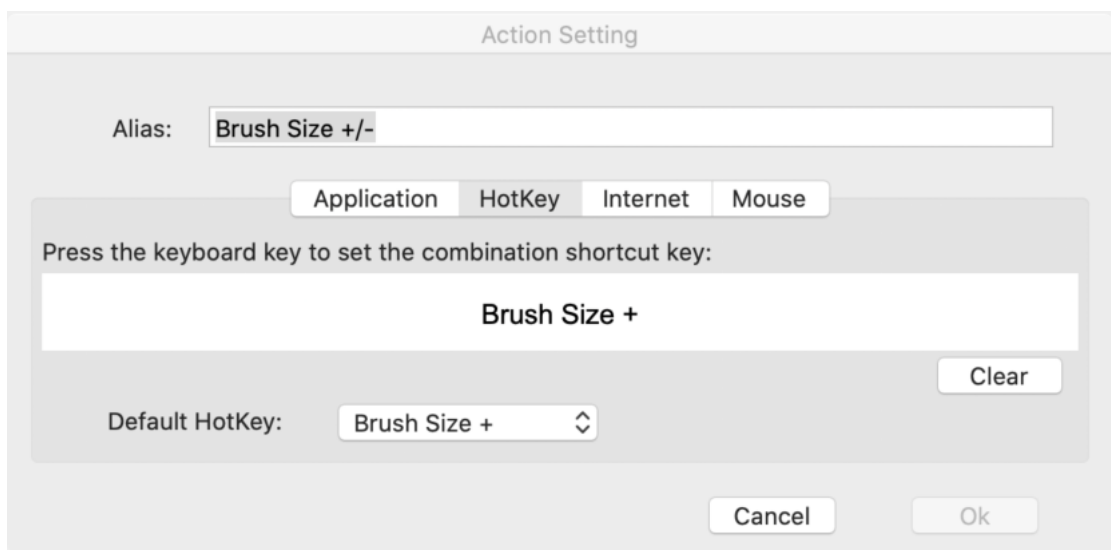 Action Setting
Alias: Brush Size +/-
Application HotKey Internet Mouse
Press the keyboard key to set the combination shortcut key:
Brush Size +
Clear
Default HotKey: Brush Size +
Cancel Ok